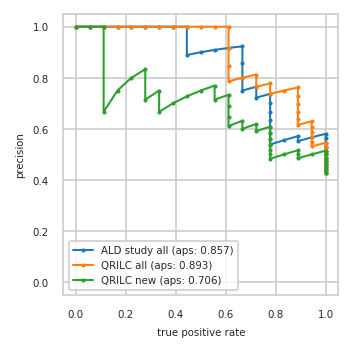 1.0
0.8
0.6
0.4
0.2
0.0
precision
ALD study all (aps: 0.857)
QRILC all (aps: 0.893)
QRILC new (aps: 0.706)
0.0 0.2 0.4 0.6 0.8 1.0
true positive rate